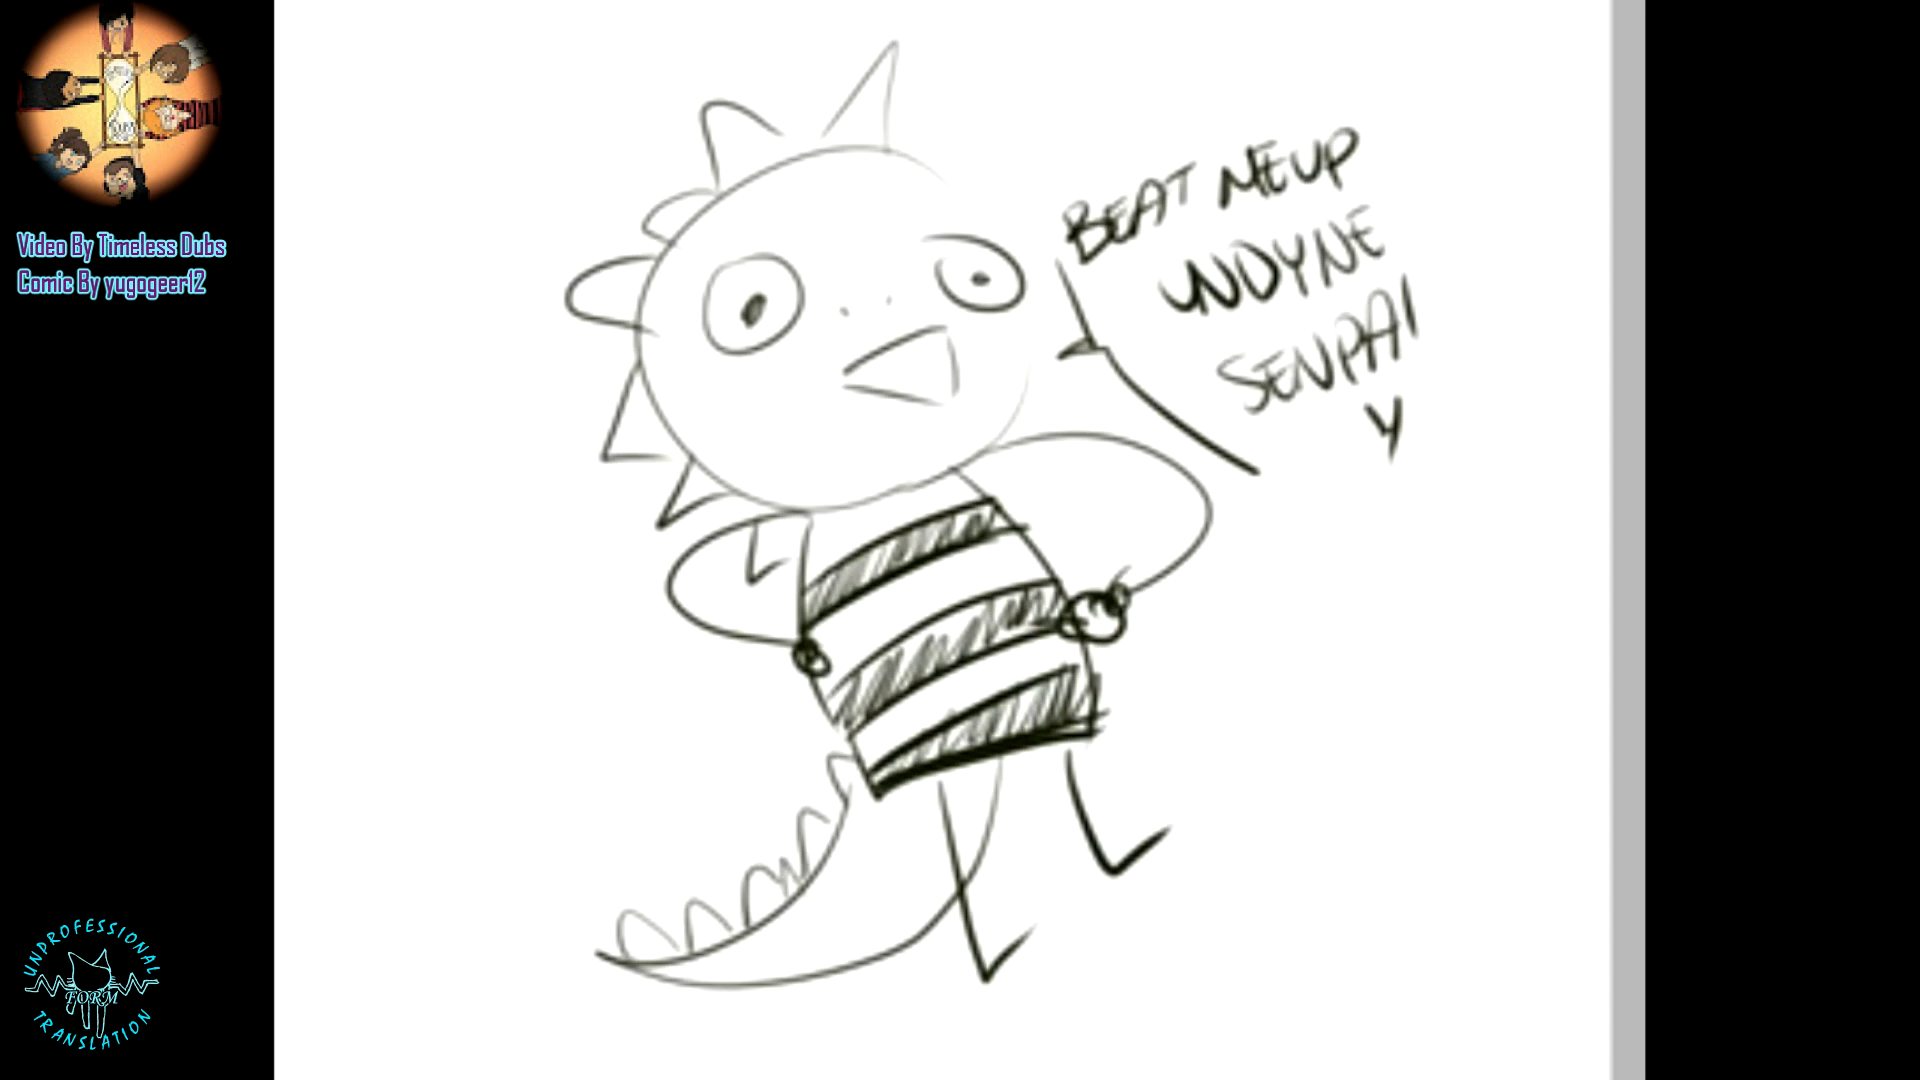 Video By Timeless Dubs
Comic By yugogeer12
BEAT ME UP
UNDYNE
SENPAI
UNPROFESSIONAL
FORM
TRANSLATION